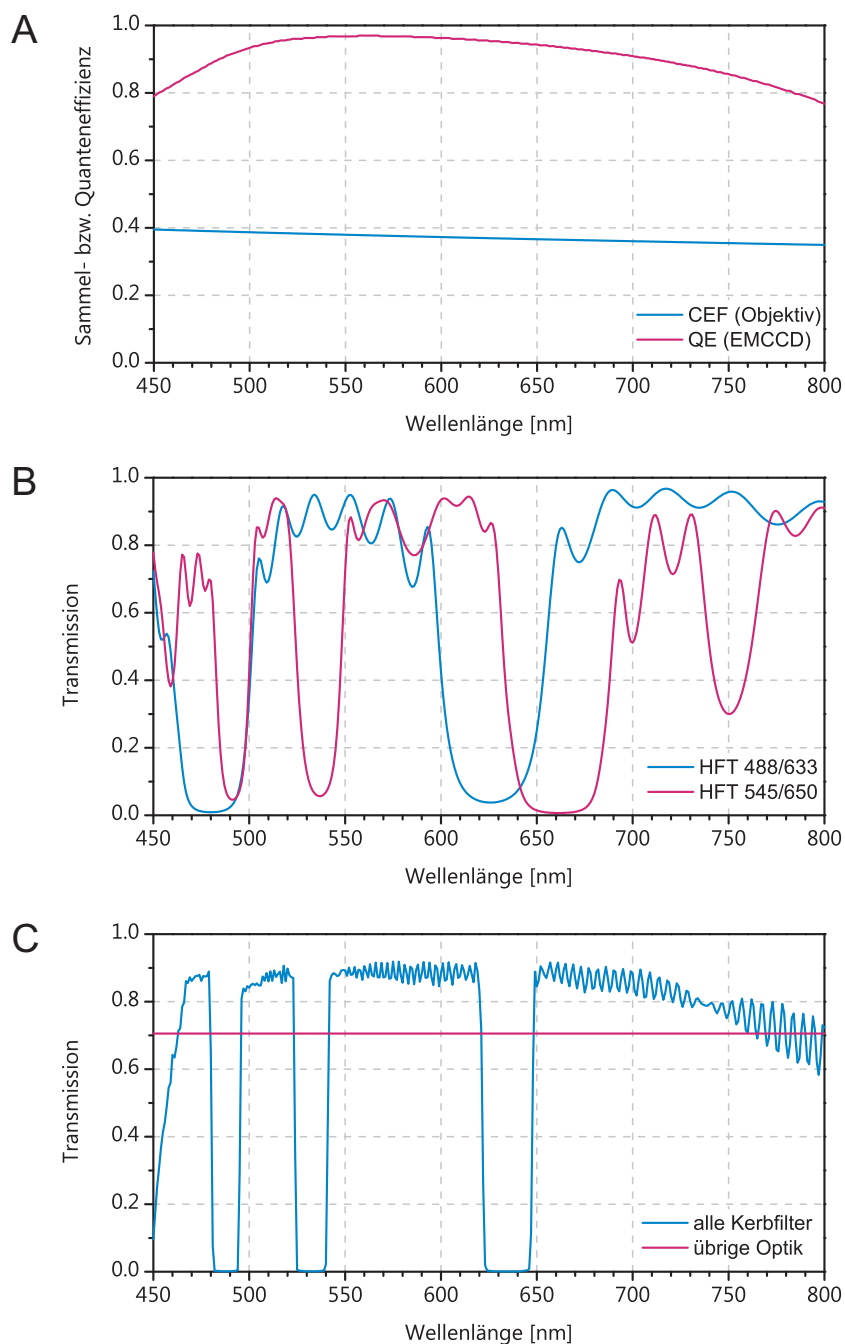 A
Sammel- bzw. Quanteneffizienz
1.0
0.8
0.6
0.4
0.2
0.0
CEF (Objektiv)
QE (EMCCD)
450 500 550 600 650 700 750 800
Wellenlänge [nm]
B
Transmission
1.0
0.8
0.6
0.4
0.2
0.0
HFT 488/633
HFT 545/650
450 500 550 600 650 700 750 800
Wellenlänge [nm]
C
Transmission
1.0
0.8
0.6
0.4
0.2
0.0
alle Kerbfilter
übrige Optik
450 500 550 600 650 700 750 800
Wellenlänge [nm]